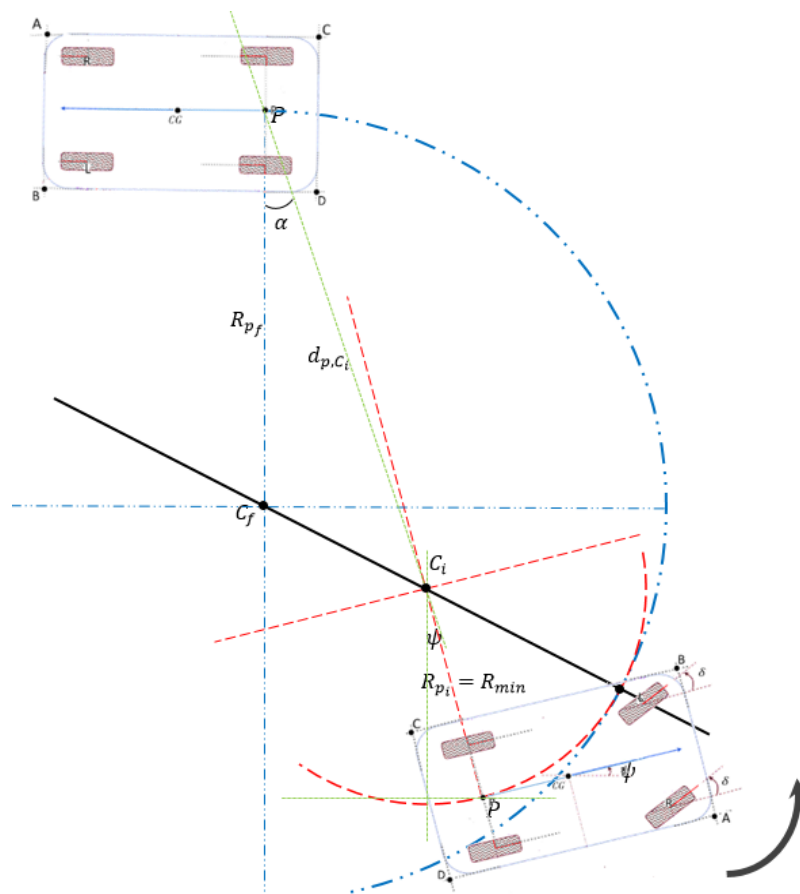 A
C
R
CG
P
L
B
D
α
R_{p_f}
d_{p,C_i}
C_f
C_i
ψ
R_{p_i} = R_{min}
B
δ
C
L
ψ
CG
δ
P
R
A
D